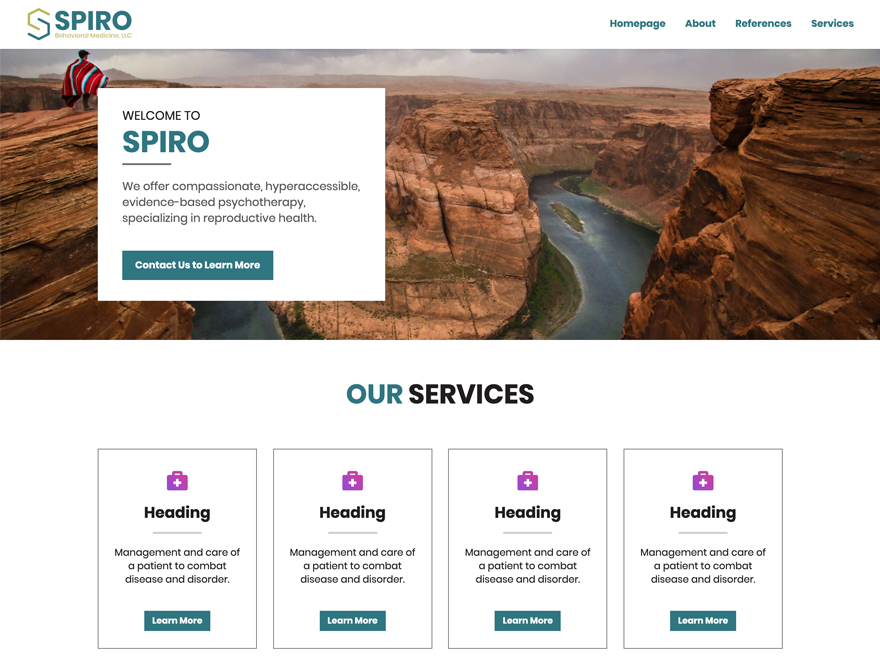 SPIRO
Behavioral Medicine, LLC
Homepage About References Services
WELCOME TO
SPIRO
We offer compassionate, hyperaccessible,
evidence-based psychotherapy,
specializing in reproductive health.
Contact Us to Learn More
OUR SERVICES
Heading
Management and care of
a patient to combat
disease and disorder.
Learn More
Heading
Management and care of
a patient to combat
disease and disorder.
Learn More
Heading
Management and care of
a patient to combat
disease and disorder.
Learn More
Heading
Management and care of
a patient to combat
disease and disorder.
Learn More